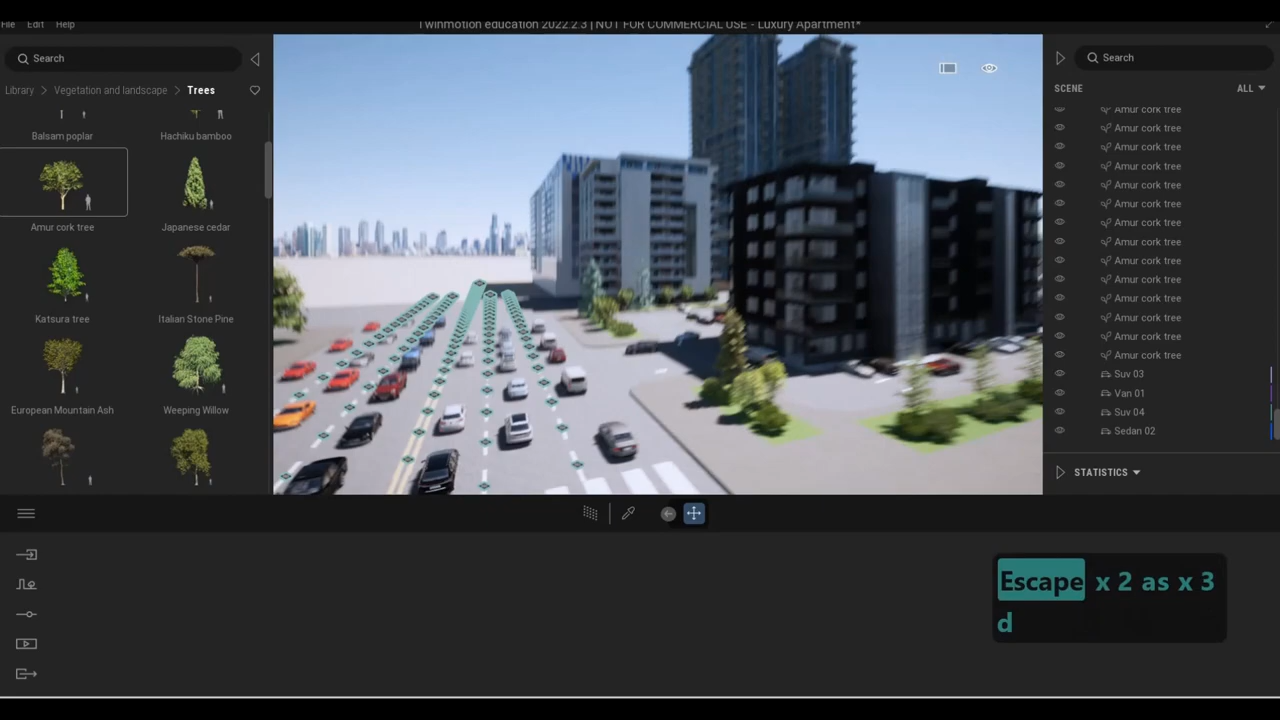 Twinmotion education 2022.2.3 | NOT FOR COMMERCIAL USE - Luxury Apartment*
File Edit Help
Search
Library > Vegetation and landscape > Trees
Balsam poplar Hachiku bamboo
Amur cork tree Japanese cedar
Katsura tree Italian Stone Pine
European Mountain Ash Weeping Willow
Search
SCENE ALL
Amur cork tree
Amur cork tree
Amur cork tree
Amur cork tree
Amur cork tree
Amur cork tree
Amur cork tree
Amur cork tree
Amur cork tree
Amur cork tree
Amur cork tree
Amur cork tree
Amur cork tree
Amur cork tree
Suv 03
Van 01
Suv 04
Sedan 02
STATISTICS
Escape x 2 as x 3
d